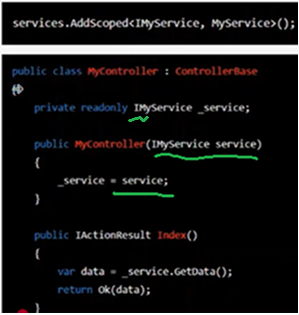 services.AddScoped<IMyService, MyService>();
public class MyController : ControllerBase
{
private readonly IMyService _service;
public MyController(IMyService service)
{
_service = service;
}
public IActionResult Index()
{
var data = _service.GetData();
return Ok(data);
}